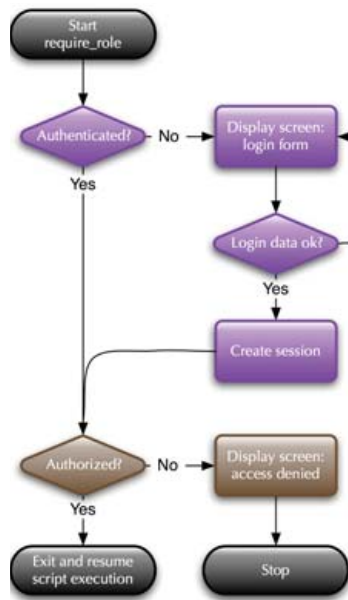 Start
require_role
Authenticated?
No
Display screen:
login form
Yes
Login data ok?
Yes
Create session
Authorized?
No
Display screen:
access denied
Yes
Exit and resume
script execution
Stop